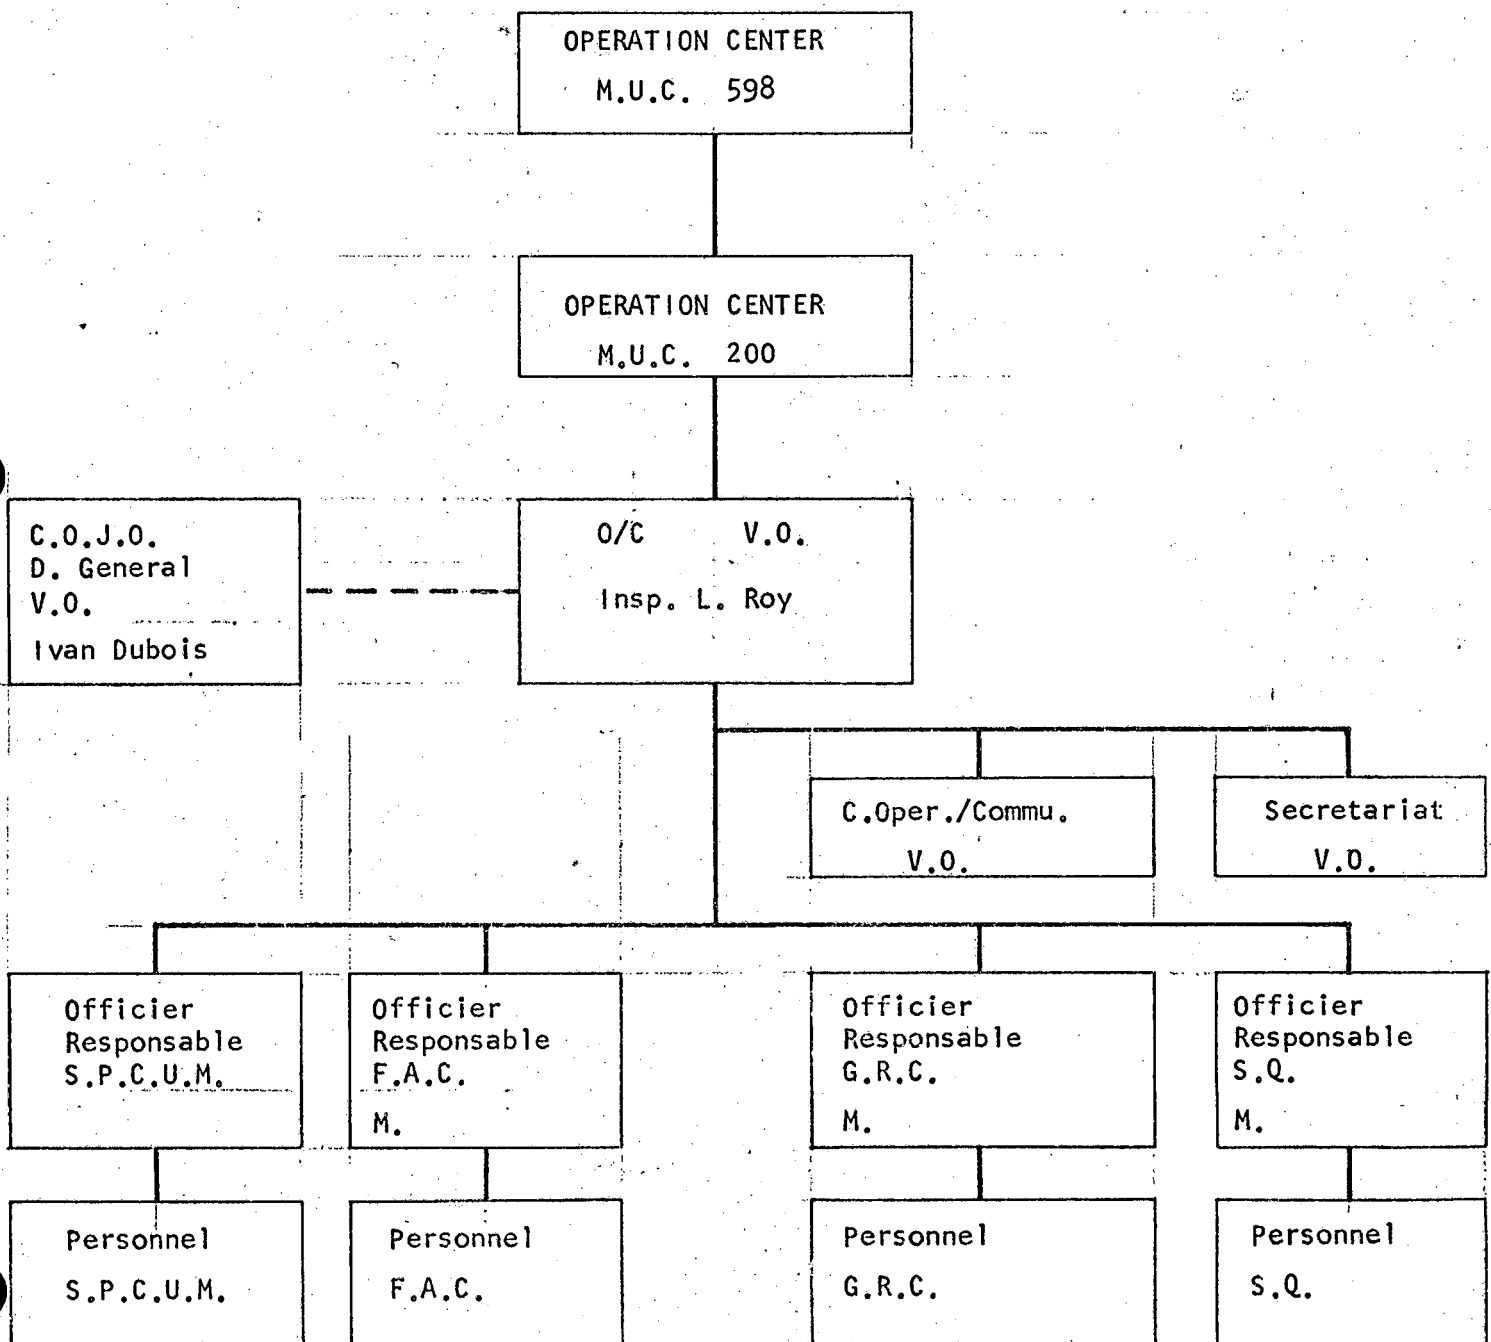 OPERATION CENTER
M.U.C. 598
OPERATION CENTER
M.U.C. 200
C.O.J.O.
D. General
V.O.
Ivan Dubois
O/C V.O.
Insp. L. Roy
C.Oper./Commu.
V.O.
Secretariat
V.O.
Officier
Responsable
S.P.C.U.M.
Officier
Responsable
F.A.C.
M.
Officier
Responsable
G.R.C.
M.
Officier
Responsable
S.Q.
M.
Personnel
S.P.C.U.M.
Personnel
F.A.C.
Personnel
G.R.C.
Personnel
S.Q.